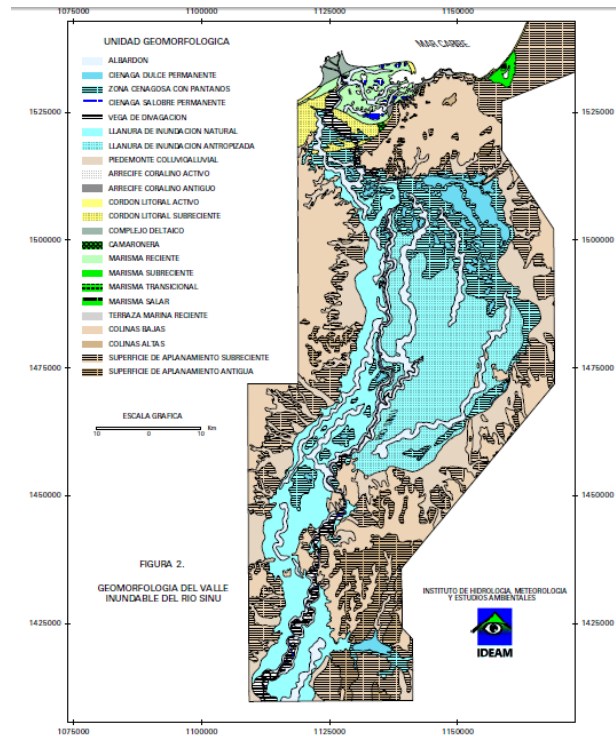 1075000 1100000 1125000 1150000
UNIDAD GEOMORFOLOGICA
MAR CARIBE
ALBARDON
CIENAGA DULCE PERMANENTE
ZONA CENAGOSA CON PANTANOS
CIENAGA SALOBRE PERMANENTE
VEGA DE DIVAGACION
LLANURA DE INUNDACION NATURAL
LLANURA DE INUNDACION ANTROPIZADA
PIEDEMONTE COLUVIOALUVIAL
ARRECIFE CORALINO ACTIVO
ARRECIFE CORALINO ANTIGUO
CORDON LITORAL ACTIVO
CORDON LITORAL SUBRECIENTE
COMPLEJO DELTAICO
CAMARONERA
MARISMA RECIENTE
MARISMA SUBRECIENTE
MARISMA TRANSICIONAL
MARISMA SALAR
TERRAZA MARINA RECIENTE
COLINAS BAJAS
COLINAS ALTAS
SUPERFICIE DE APLANAMIENTO SUBRECIENTE
SUPERFICIE DE APLANAMIENTO ANTIGUA
1525000 1525000
1500000 1500000
1475000 1475000
ESCALA GRAFICA
10 0 10 Km
1450000 1450000
FIGURA 2.
GEOMORFOLOGIA DEL VALLE
INUNDABLE DEL RIO SINU
INSTITUTO DE HIDROLOGIA, METEOROLOGIA
Y ESTUDIOS AMBIENTALES
IDEAM
1425000 1425000
1075000 1100000 1125000 1150000